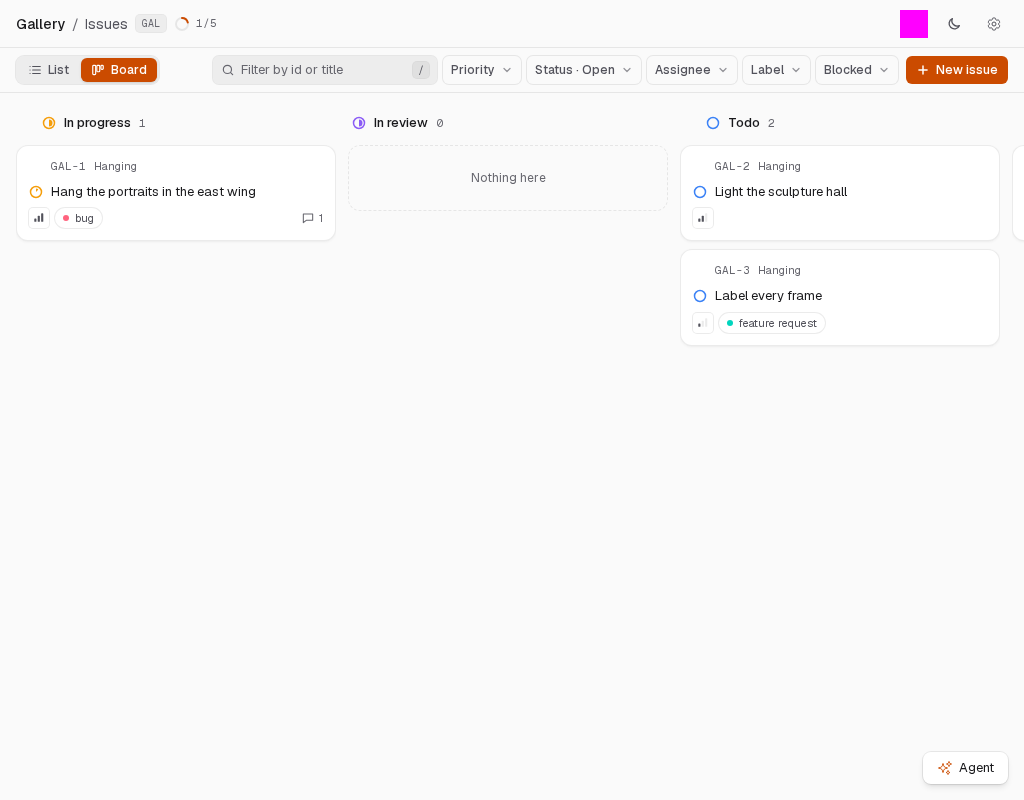 Gallery / Issues GAL 1/5
List Board Filter by id or title / Priority Status · Open Assignee Label Blocked New issue
In progress 1
GAL-1 Hanging
Hang the portraits in the east wing
bug 1
In review 0
Nothing here
Todo 2
GAL-2 Hanging
Light the sculpture hall
GAL-3 Hanging
Label every frame
feature request
Agent